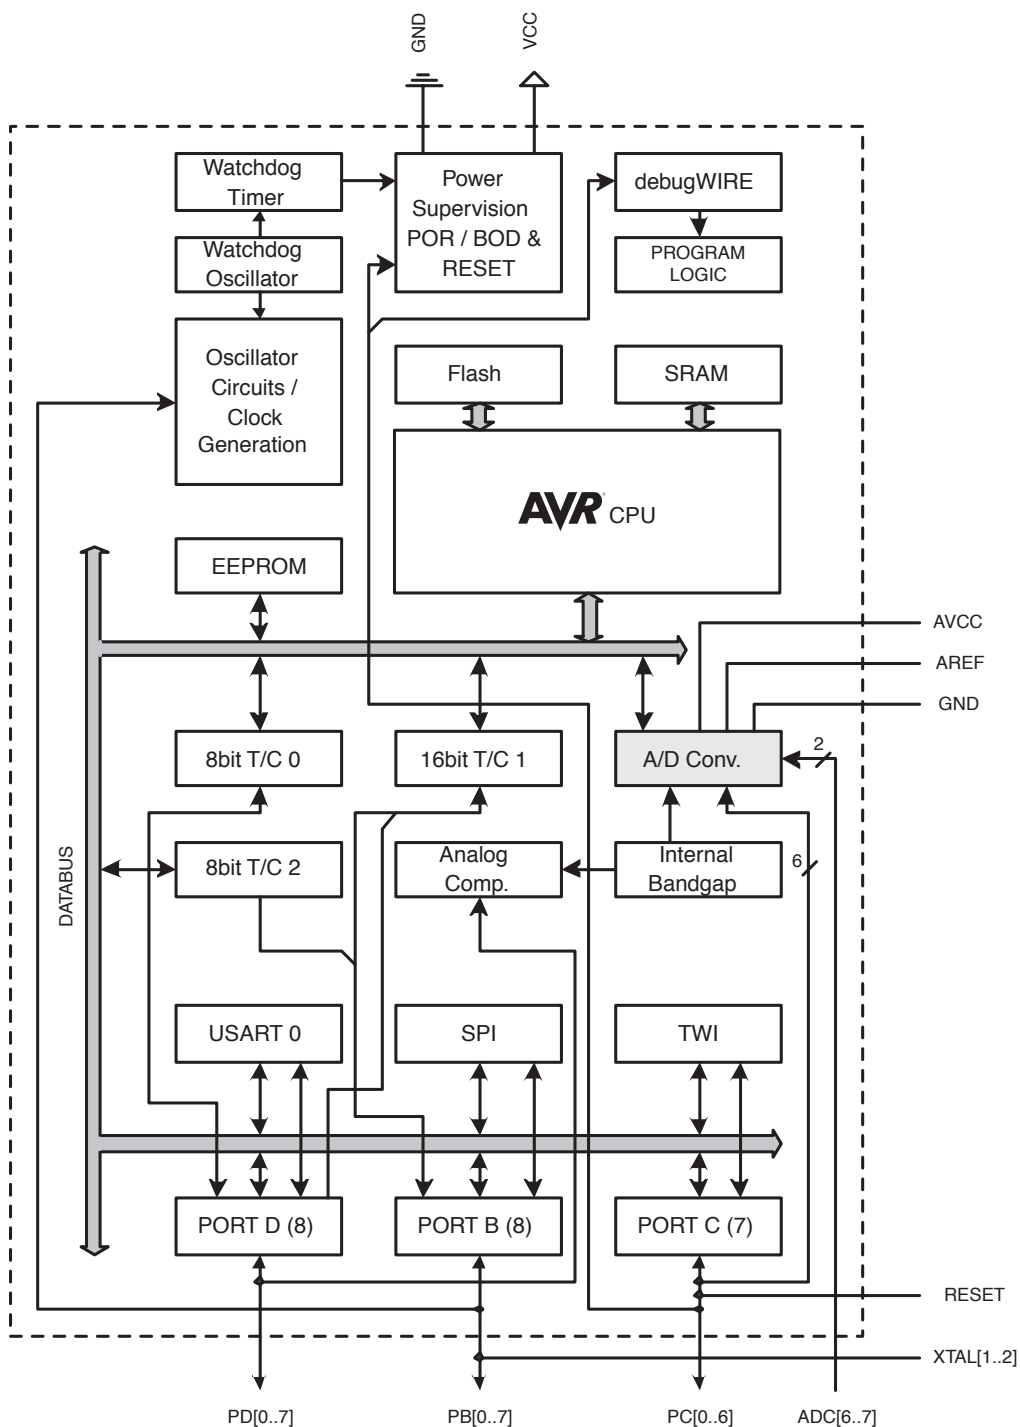 GND
VCC
Watchdog
Timer
Power
Supervision
POR / BOD &
RESET
debugWIRE
Watchdog
Oscillator
PROGRAM
LOGIC
Oscillator
Circuits /
Clock
Generation
Flash
SRAM
AVR CPU
EEPROM
AVCC
AREF
GND
8bit T/C 0
16bit T/C 1
A/D Conv.
2
DATABUS
8bit T/C 2
Analog
Comp.
Internal
Bandgap
6
USART 0
SPI
TWI
PORT D (8)
PORT B (8)
PORT C (7)
RESET
XTAL[1..2]
PD[0..7]
PB[0..7]
PC[0..6]
ADC[6..7]